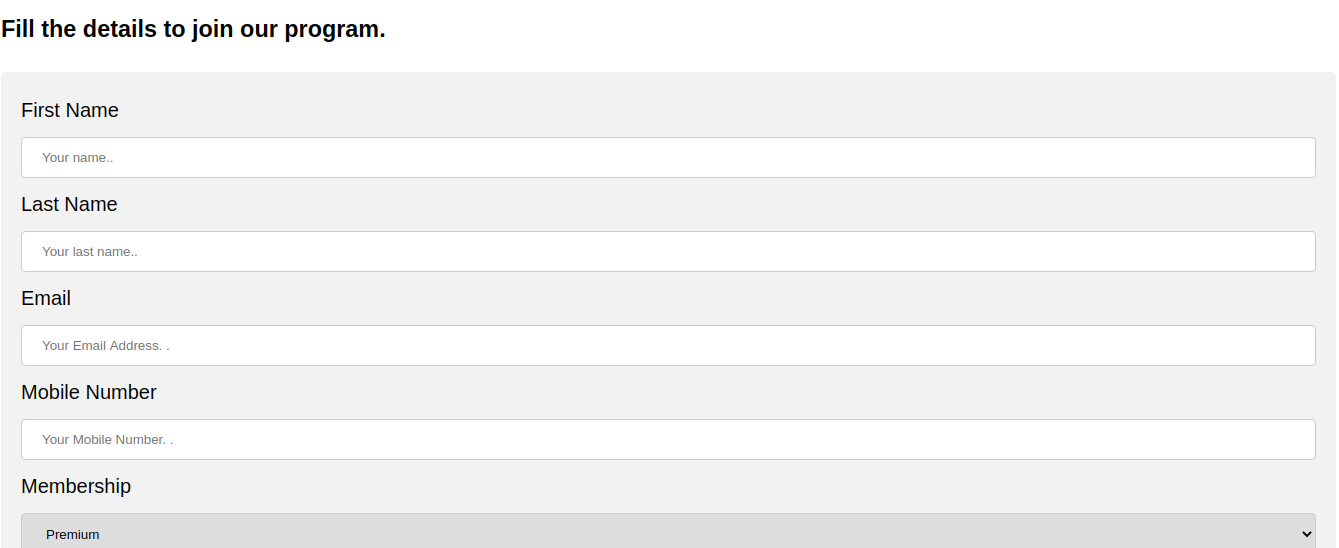 Fill the details to join our program.
First Name
Your name..
Last Name
Your last name..
Email
Your Email Address. .
Mobile Number
Your Mobile Number. .
Membership
Premium